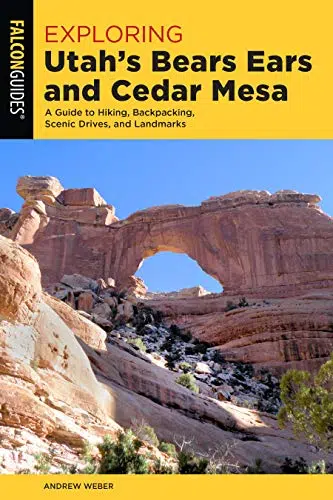 FALCONGUIDES®
EXPLORING
Utah's Bears Ears
and Cedar Mesa
A Guide to Hiking, Backpacking,
Scenic Drives, and Landmarks
ANDREW WEBER